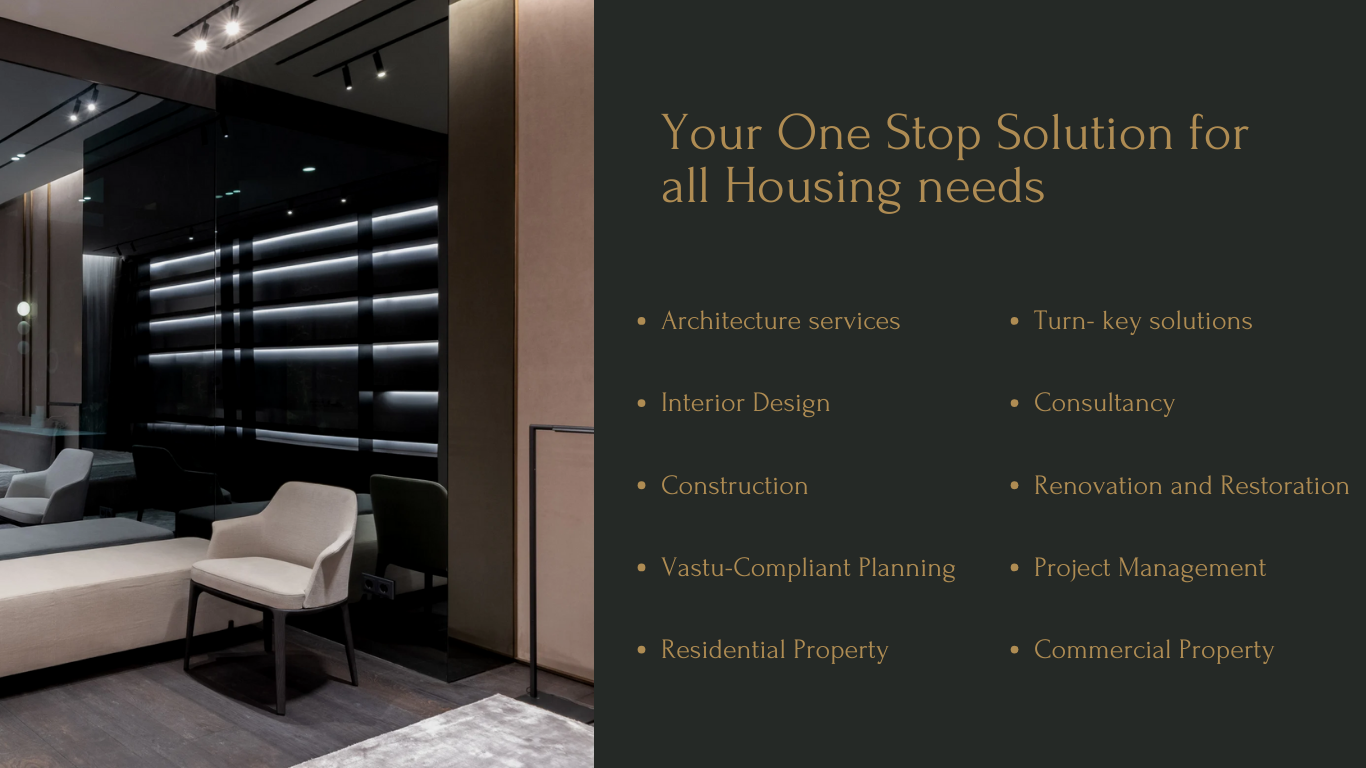 Your One Stop Solution for
all Housing needs
• Architecture services
• Interior Design
• Construction
• Vastu-Compliant Planning
• Residential Property
• Turn- key solutions
• Consultancy
• Renovation and Restoration
• Project Management
• Commercial Property